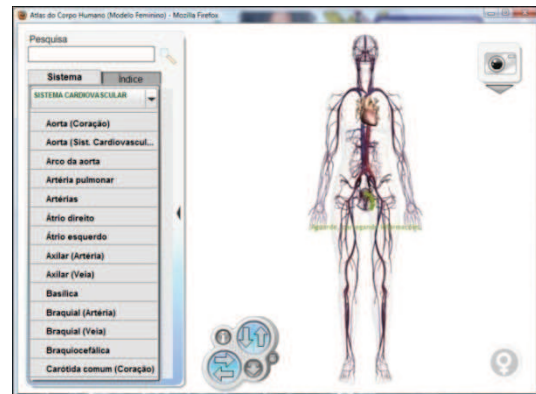 Atlas do Corpo Humano (Modelo Feminino) - Mozilla Firefox
Pesquisa
Sistema
Índice
SISTEMA CARDIOVASCULAR
Aorta (Coração)
Aorta (Sist. Cardiovascul...
Arco da aorta
Artéria pulmonar
Artérias
Átrio direito
Átrio esquerdo
Axilar (Artéria)
Axilar (Veia)
Basílica
Braquial (Artéria)
Braquial (Veia)
Braquiocefálica
Carótida comum (Coração)